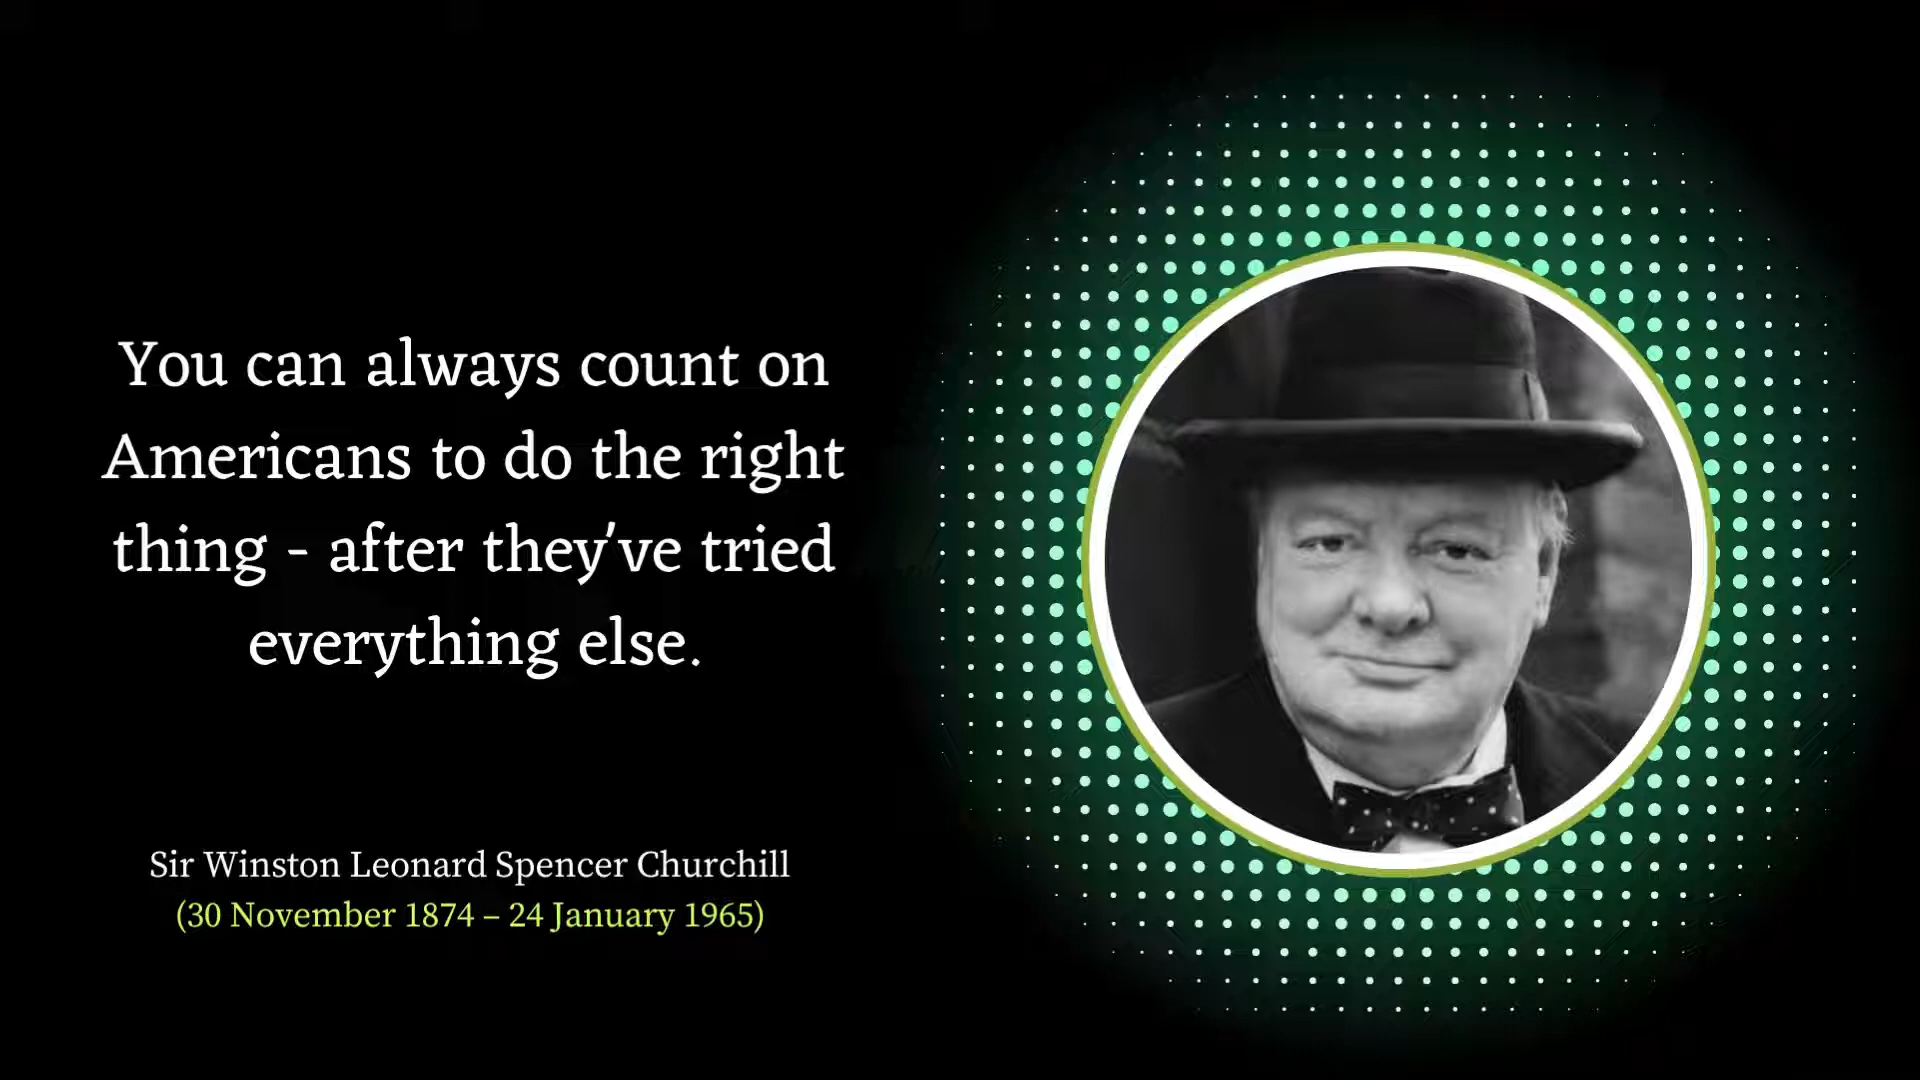 You can always count on
Americans to do the right
thing - after they've tried
everything else.
Sir Winston Leonard Spencer Churchill
(30 November 1874 – 24 January 1965)